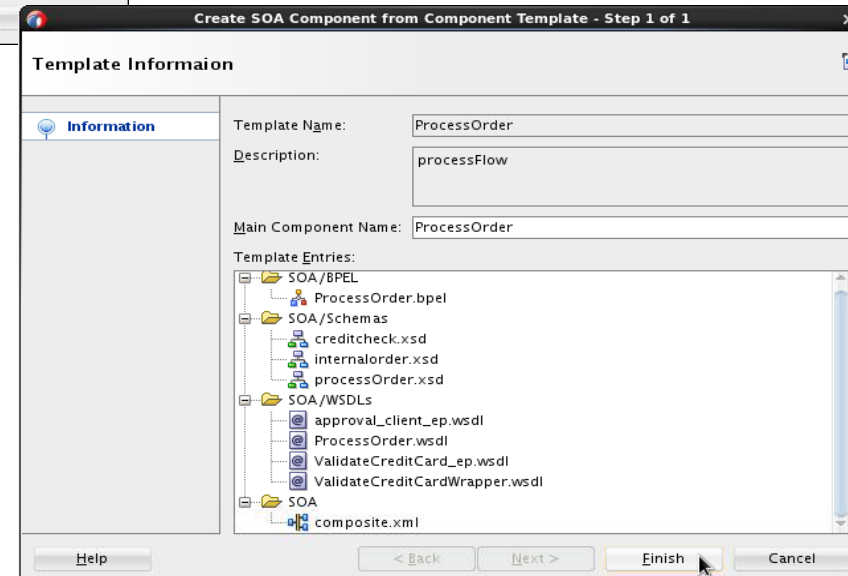 Create SOA Component from Component Template - Step 1 of 1
Template Informaion
Information
Template Name: ProcessOrder
Description: processFlow
Main Component Name: ProcessOrder
Template Entries:
SOA/BPEL
ProcessOrder.bpel
SOA/Schemas
creditcheck.xsd
internalorder.xsd
processOrder.xsd
SOA/WSDLs
approval_client_ep.wsdl
ProcessOrder.wsdl
ValidateCreditCard_ep.wsdl
ValidateCreditCardWrapper.wsdl
SOA
composite.xml
Help < Back Next > Finish Cancel